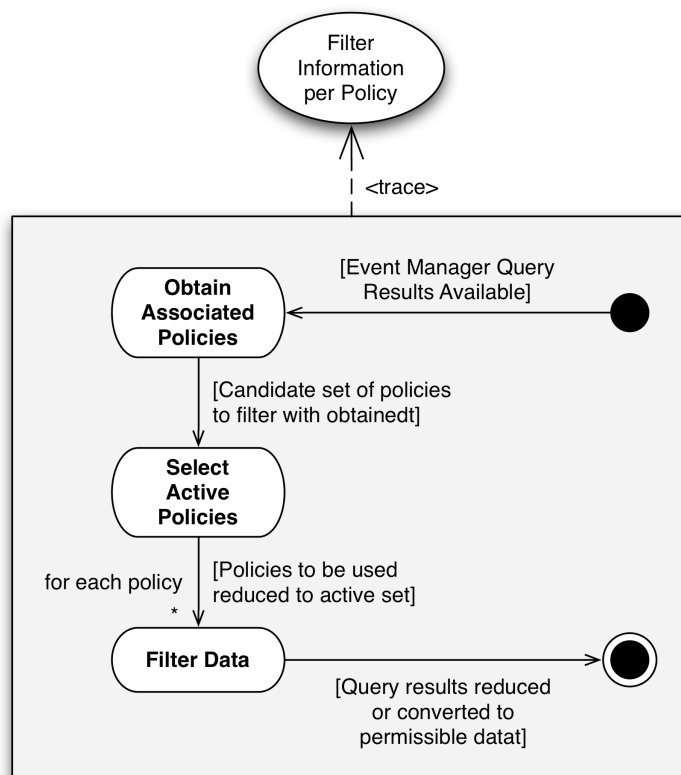 Filter
Information
per Policy
<trace>
[Event Manager Query
Results Available]
Obtain
Associated
Policies
[Candidate set of policies
to filter with obtainedt]
Select
Active
Policies
for each policy
*
[Policies to be used
reduced to active set]
Filter Data
[Query results reduced
or converted to
permissible datat]